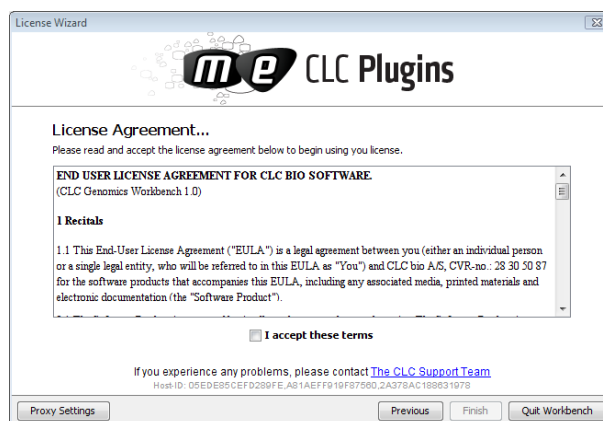 License Wizard
me CLC Plugins
License Agreement...
Please read and accept the license agreement below to begin using you license.
END USER LICENSE AGREEMENT FOR CLC BIO SOFTWARE.
(CLC Genomics Workbench 1.0)
1 Recitals
1.1 This End-User License Agreement ("EULA") is a legal agreement between you (either an individual person
or a single legal entity, who will be referred to in this EULA as "You") and CLC bio A/S, CVR-no.: 28 30 50 87
for the software products that accompanies this EULA, including any associated media, printed materials and
electronic documentation (the "Software Product").
I accept these terms
If you experience any problems, please contact The CLC Support Team
Host-ID: 05EDE85CEFD289FE,A81AEFF919F87560,2A378AC188631978
Proxy Settings
Previous
Finish
Quit Workbench